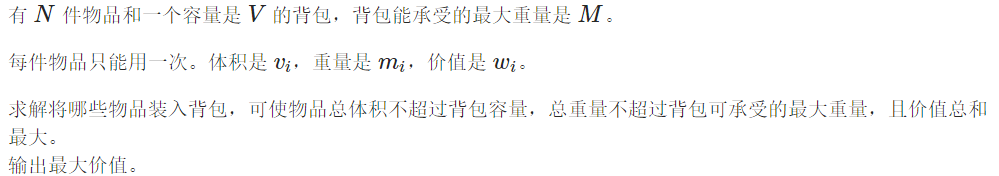 有 N 件物品和一个容量是 V 的背包，背包能承受的最大重量是 M。
每件物品只能用一次。体积是 vᵢ，重量是 mᵢ，价值是 wᵢ。
求解将哪些物品装入背包，可使物品总体积不超过背包容量，总重量不超过背包可承受的最大重量，且价值总和
最大。
输出最大价值。